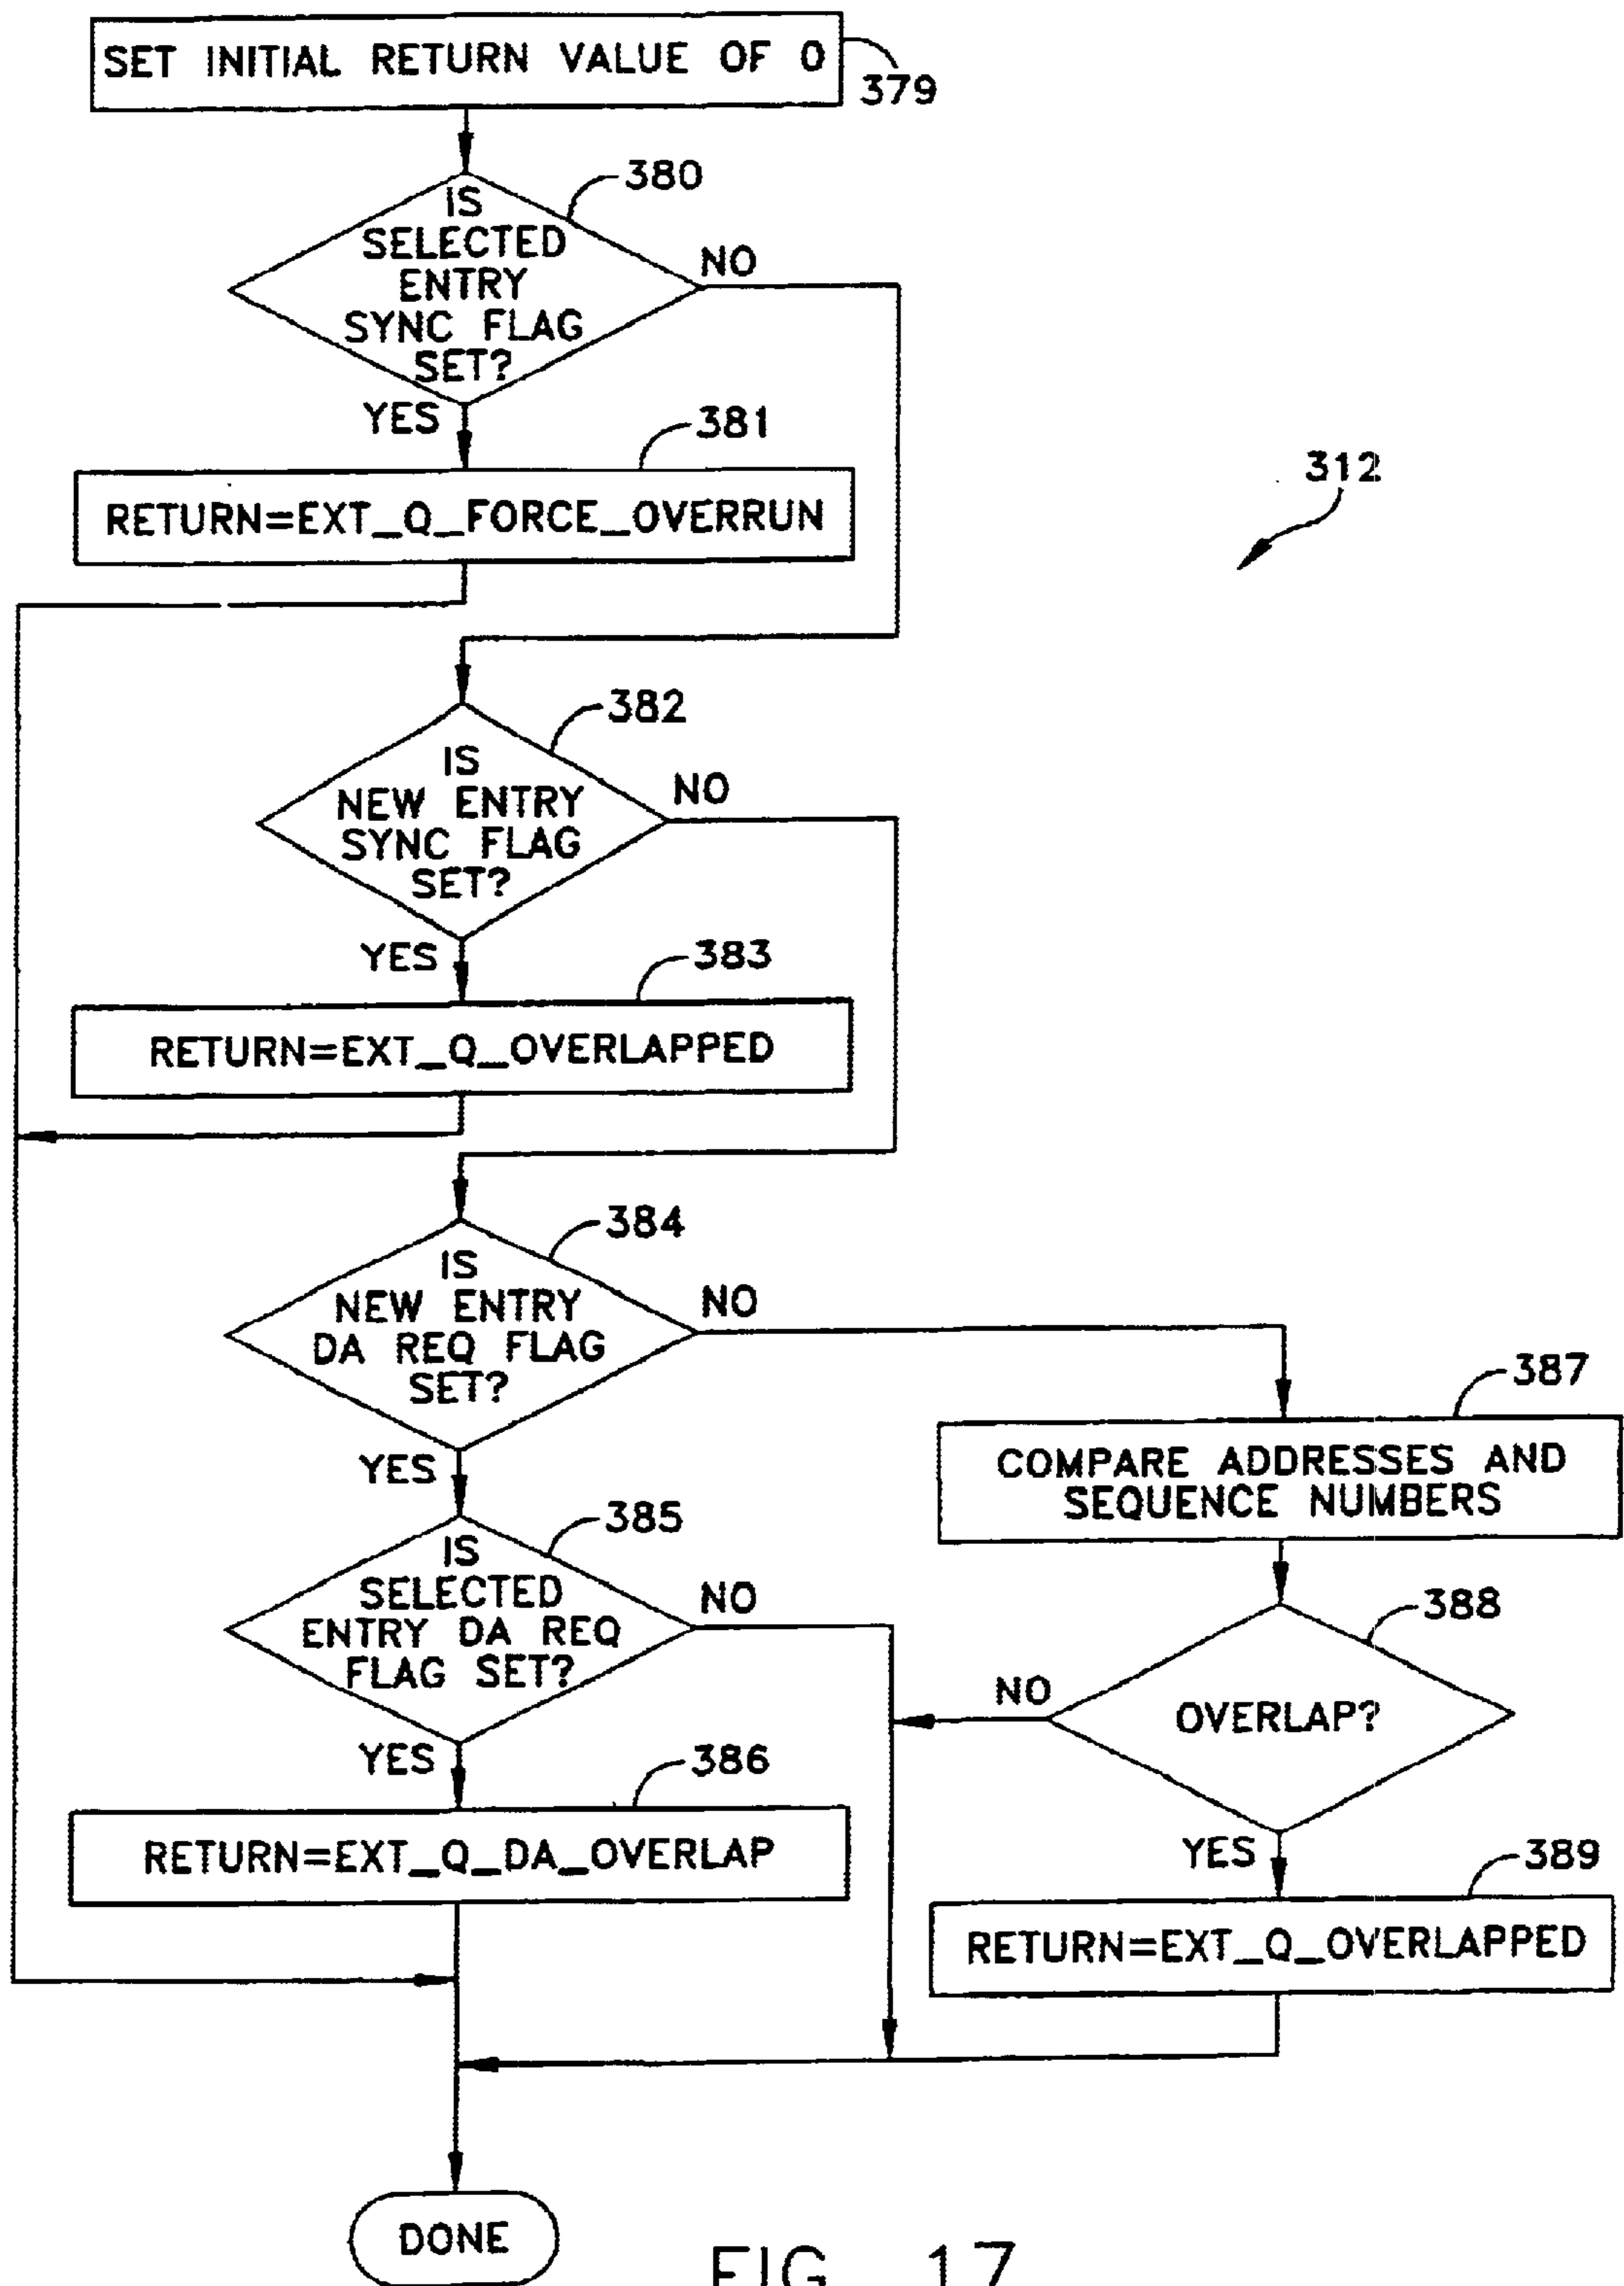 SET INITIAL RETURN VALUE OF 0
379
380
IS
SELECTED
ENTRY
SYNC FLAG
SET?
NO
YES
381
RETURN=EXT_Q_FORCE_OVERRUN
312
382
IS
NEW ENTRY
SYNC FLAG
SET?
NO
YES
383
RETURN=EXT_Q_OVERLAPPED
384
IS
NEW ENTRY
DA REQ FLAG
SET?
NO
YES
387
COMPARE ADDRESSES AND
SEQUENCE NUMBERS
385
IS
SELECTED
ENTRY DA REQ
FLAG SET?
NO
YES
388
OVERLAP?
NO
YES
386
RETURN=EXT_Q_DA_OVERLAP
389
RETURN=EXT_Q_OVERLAPPED
DONE
FIG. 17